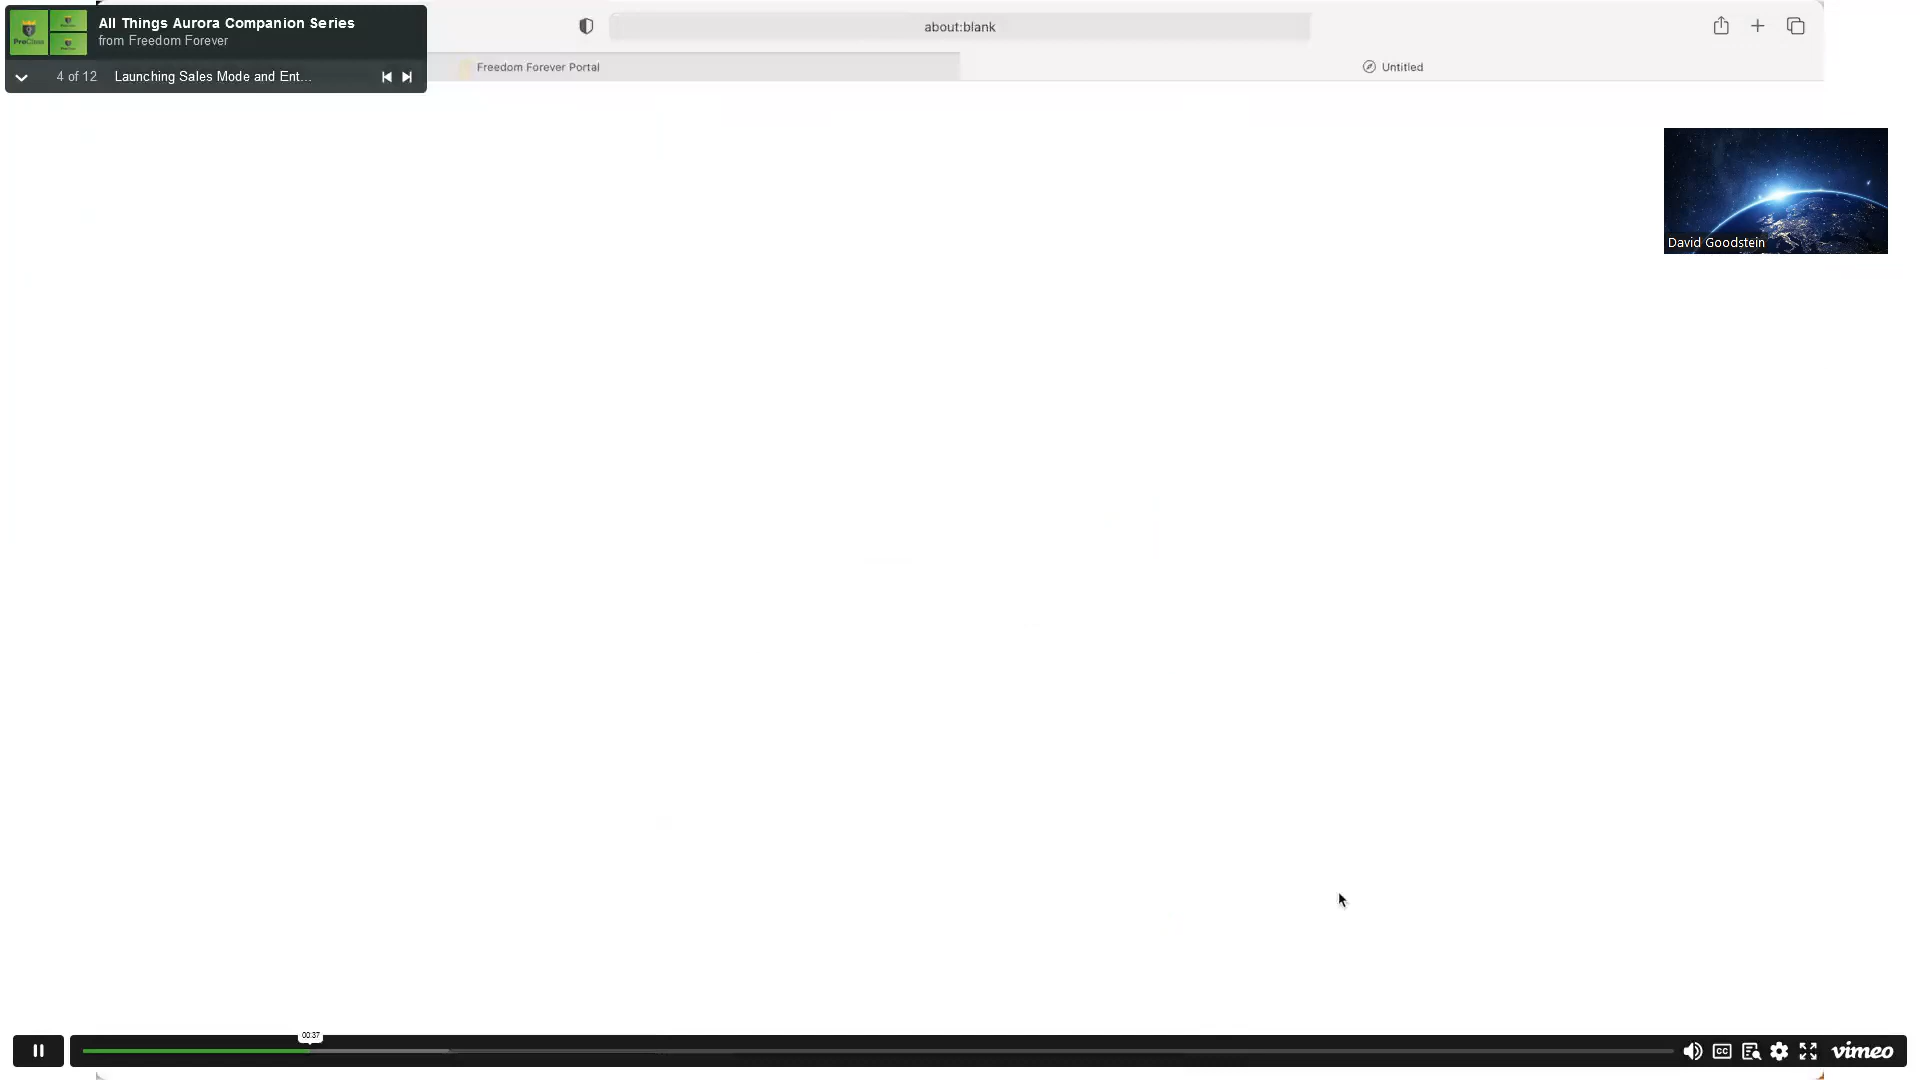 All Things Aurora Companion Series
from Freedom Forever
4 of 12 Launching Sales Mode and Ent...
about:blank
Freedom Forever Portal
Untitled
David Goodstein
00:37
CC
vimeo